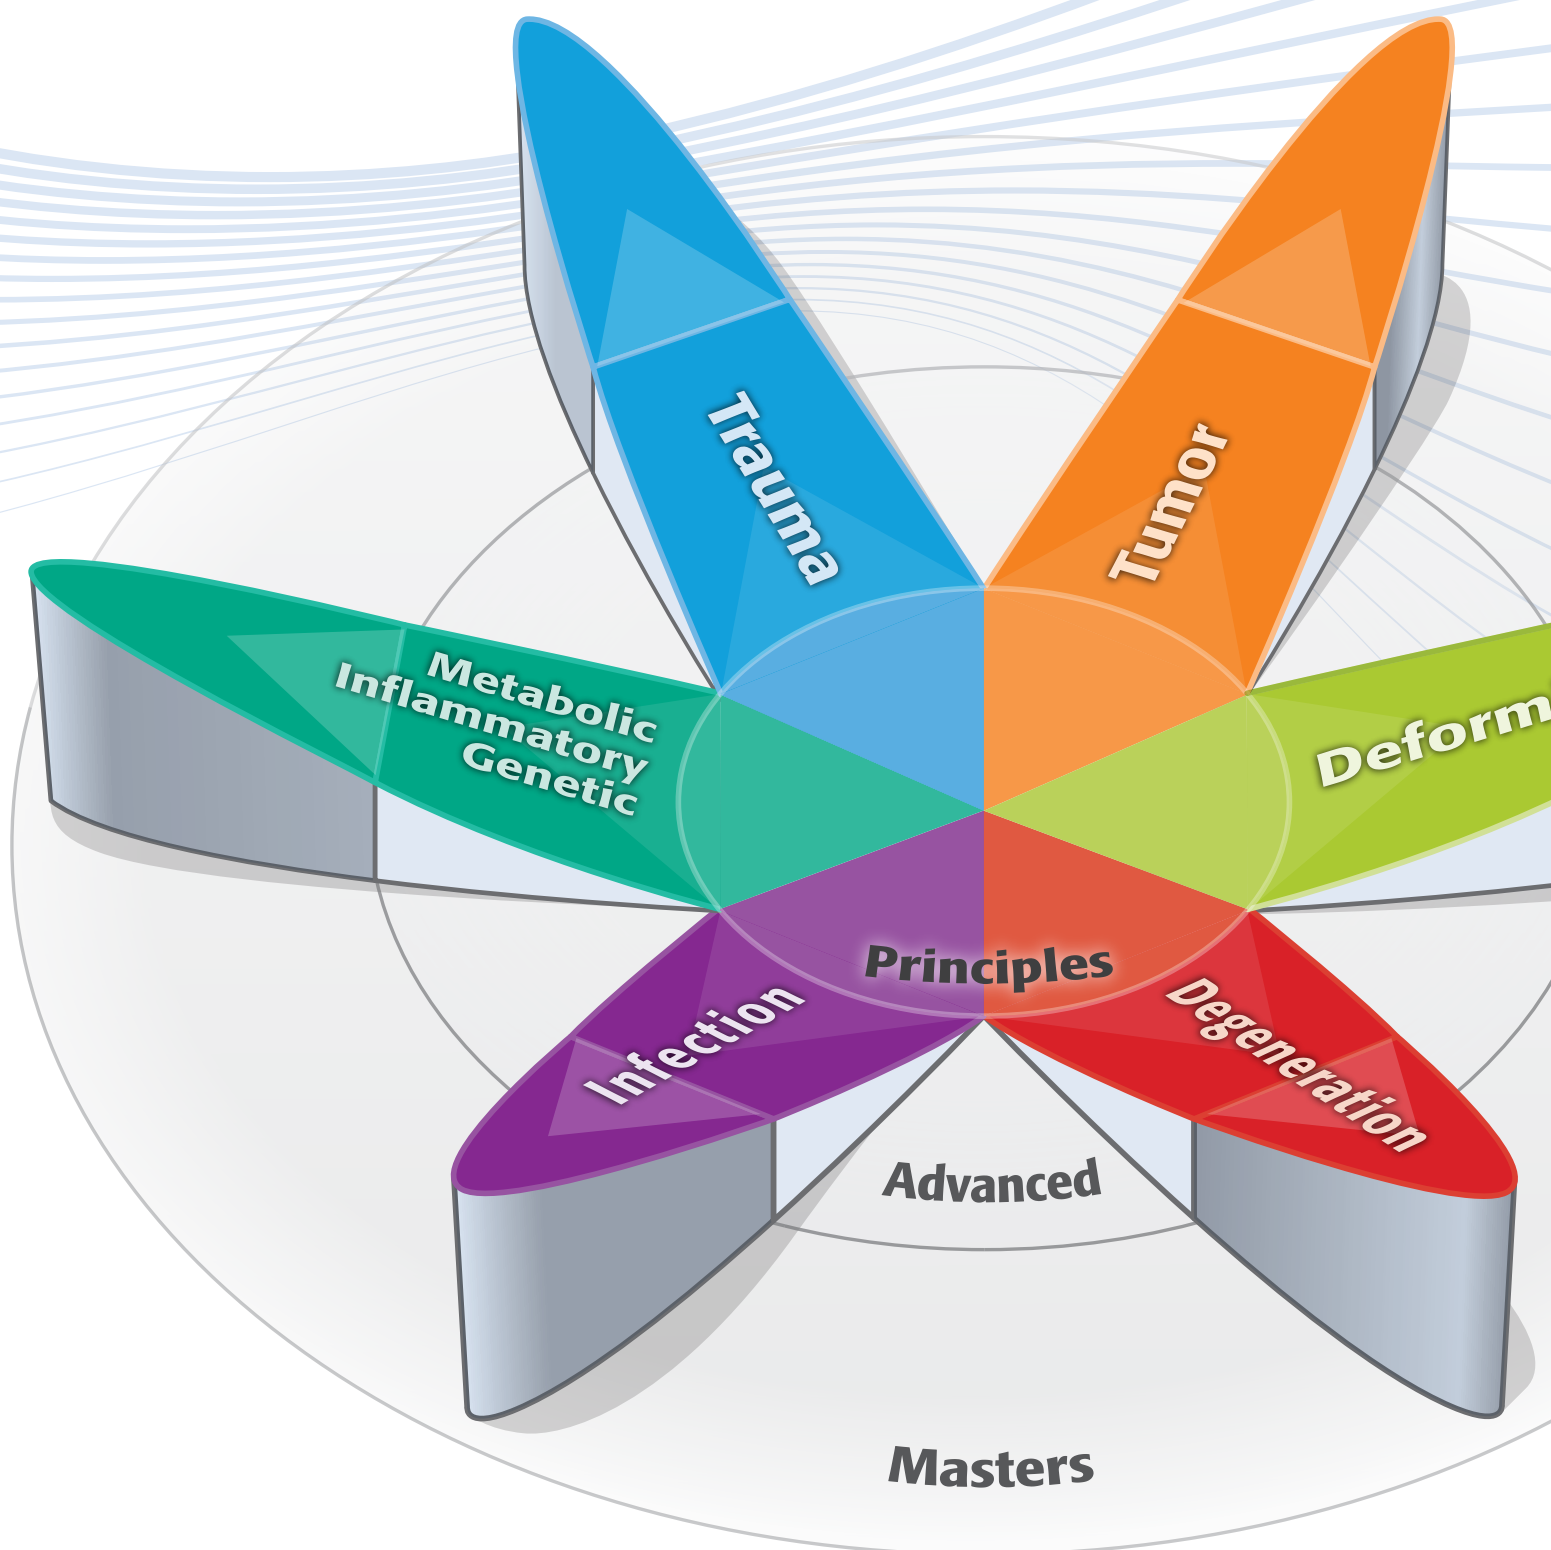 Trauma
Tumor
Metabolic
Inflammatory
Genetic
Deform
Principles
Infection
Degeneration
Advanced
Masters